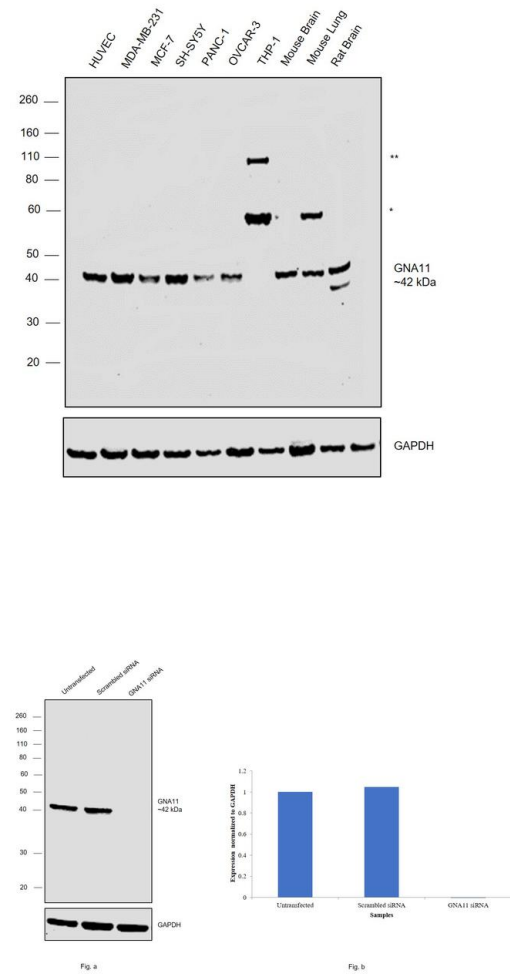 HUVEC
MDA-MB-231
MCF-7
SH-SY5Y
PANC-1
OVCAR-3
THP-1
Mouse Brain
Mouse Lung
Rat Brain
260
160
110
80
60
50
40
30
20
**
*
GNA11
~42 kDa
GAPDH
Untransfected
Scrambled siRNA
GNA11 siRNA
260
160
110
80
60
50
40
30
20
GNA11
~42 kDa
GAPDH
Fig. a
Expression normalized to GAPDH
1.2
1
0.8
0.6
0.4
0.2
0
Untransfected
Scrambled siRNA
GNA11 siRNA
Samples
Fig. b